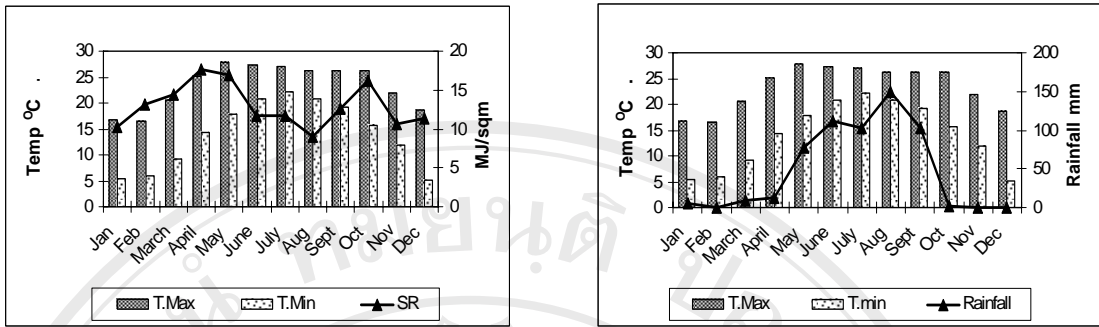 30
25
20
15
10
5
0
Temp ºC .
20
15
10
5
0
MJ/sqm
Jan
Feb
March
April
May
June
July
Aug
Sept
Oct
Nov
Dec
T.Max T.Min SR
30
25
20
15
10
5
0
Temp ºC .
200
150
100
50
0
Rainfall mm
Jan
Feb
March
April
May
June
July
Aug
Sept
Oct
Nov
Dec
T.Max T.min Rainfall